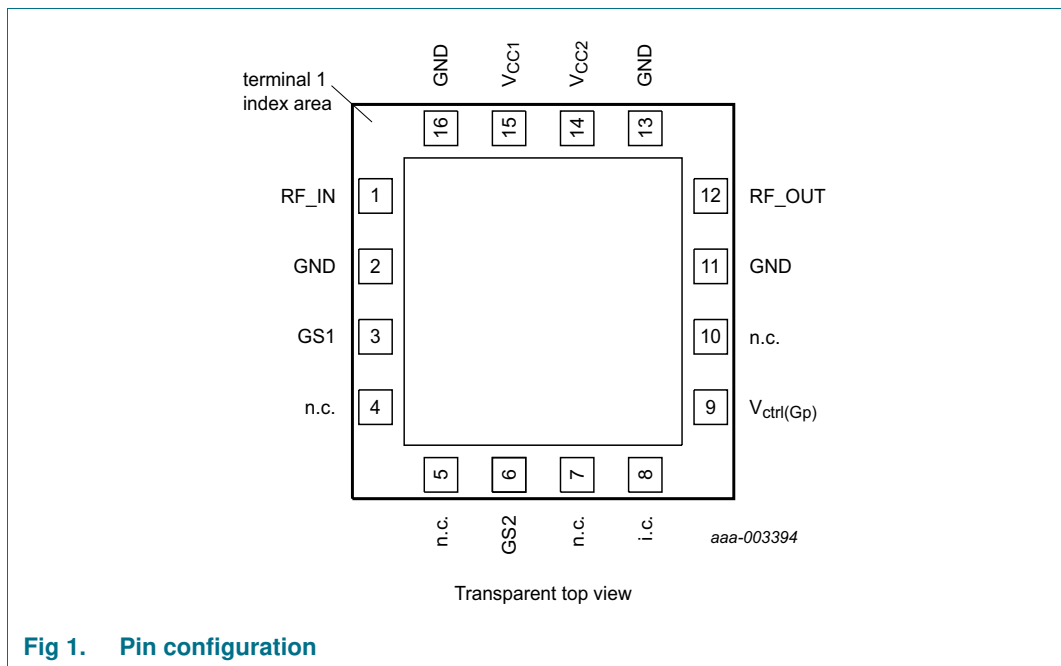 GND
VCC1
VCC2
GND
terminal 1
index area
16
15
14
13
RF_IN
1
12
RF_OUT
GND
2
11
GND
GS1
3
10
n.c.
n.c.
4
9
Vctrl(Gp)
5
6
7
8
n.c.
GS2
n.c.
i.c.
aaa-003394
Transparent top view
Fig 1. Pin configuration